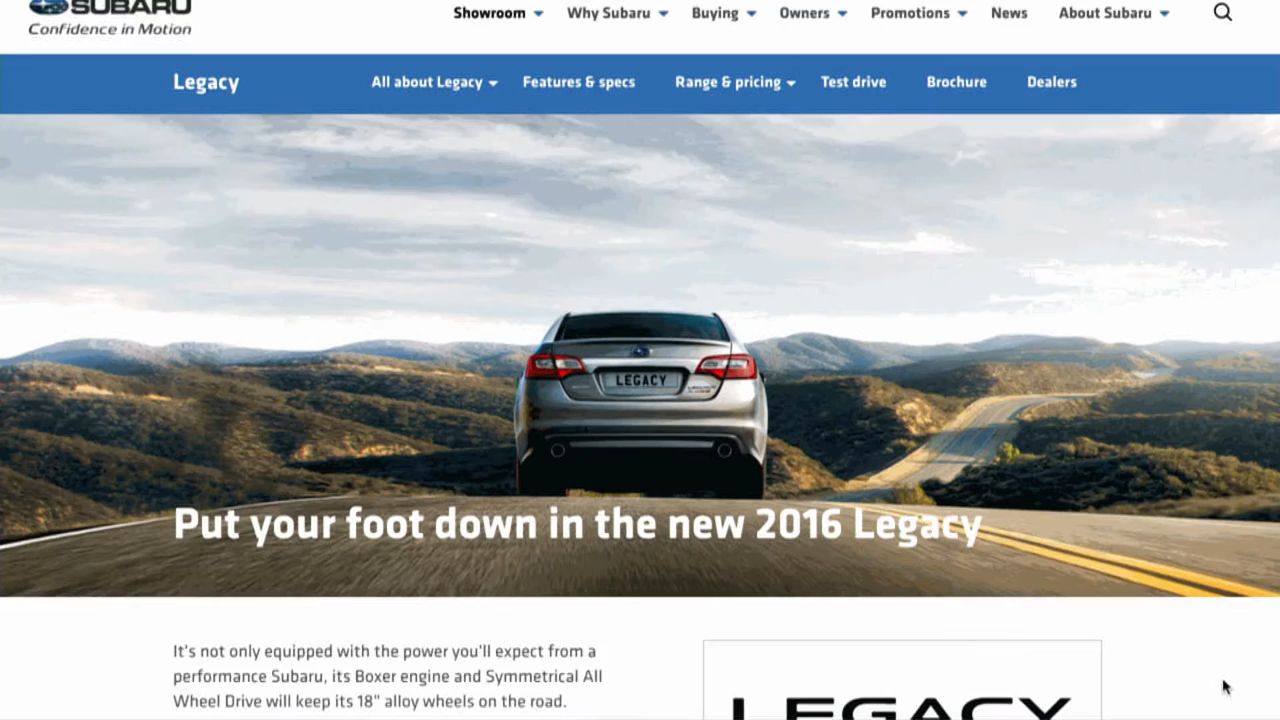 SUBARU
Confidence in Motion
Showroom Why Subaru Buying Owners Promotions News About Subaru
Legacy All about Legacy Features & specs Range & pricing Test drive Brochure Dealers
LEGACY
Put your foot down in the new 2016 Legacy
It's not only equipped with the power you'll expect from a
performance Subaru, its Boxer engine and Symmetrical All
Wheel Drive will keep its 18" alloy wheels on the road.
LEGACY